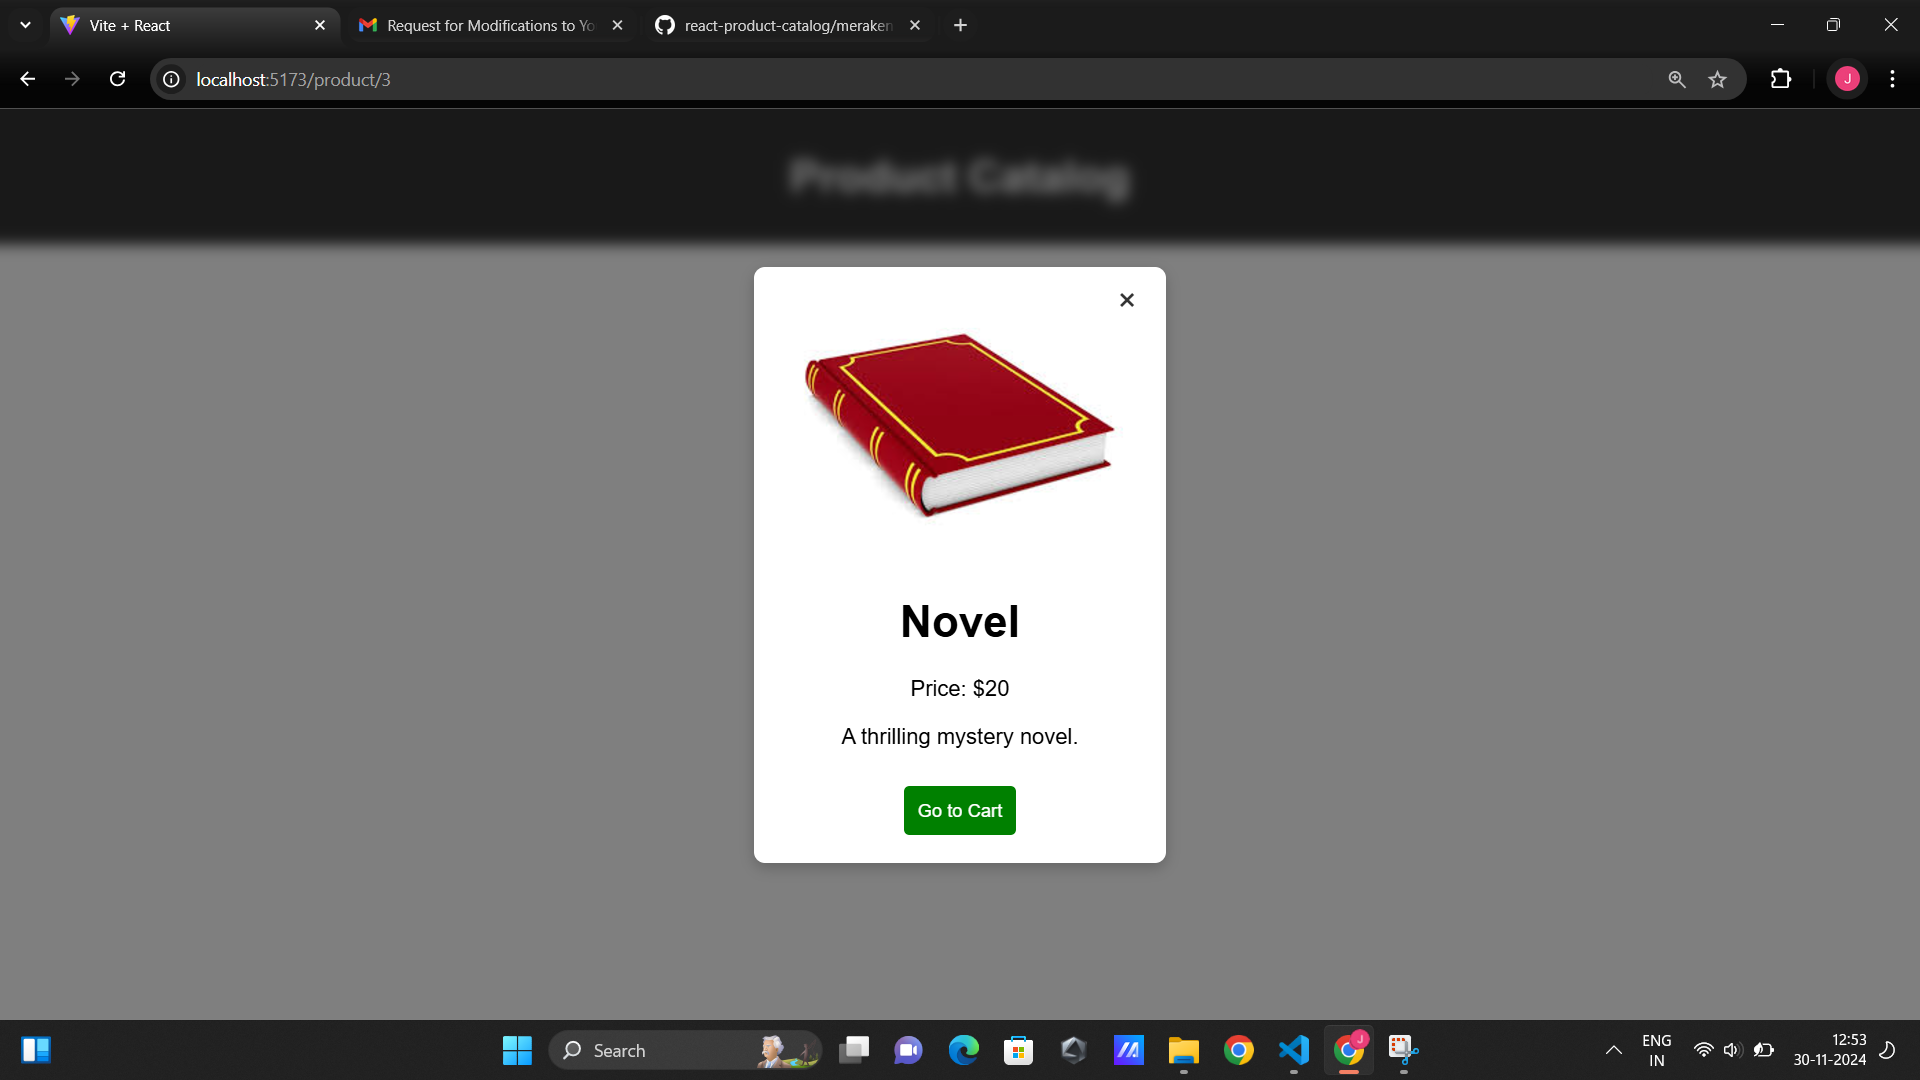 Vite + React
Request for Modifications to Yo
react-product-catalog/meraken
localhost:5173/product/3
J
Product Catalog
Novel
Price: $20
A thrilling mystery novel.
Go to Cart
Search
J
ENG
IN
12:53
30-11-2024